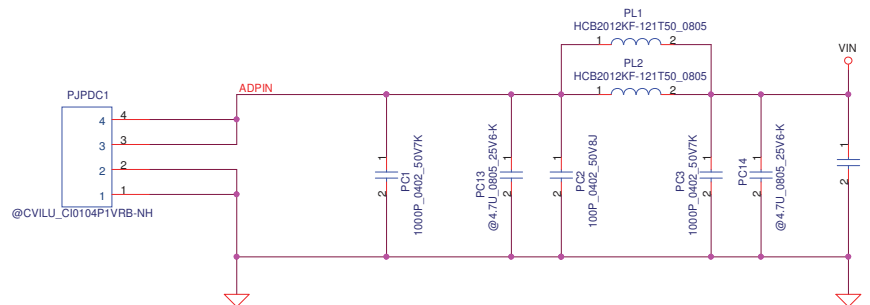 PL1
HCB2012KF-121T50_0805
1 2
PL2
HCB2012KF-121T50_0805
1 2
VIN
ADPIN
PJPDC1
4 4
3 3
2 2
1 1
@CVILU_CI0104P1VRB-NH
1
2
PC1
1000P_0402_50V7K
1
2
PC13
@4.7U_0805_25V6-K
1
2
PC2
100P_0402_50V8J
1
2
PC3
1000P_0402_50V7K
1
2
PC14
@4.7U_0805_25V6-K
1
2